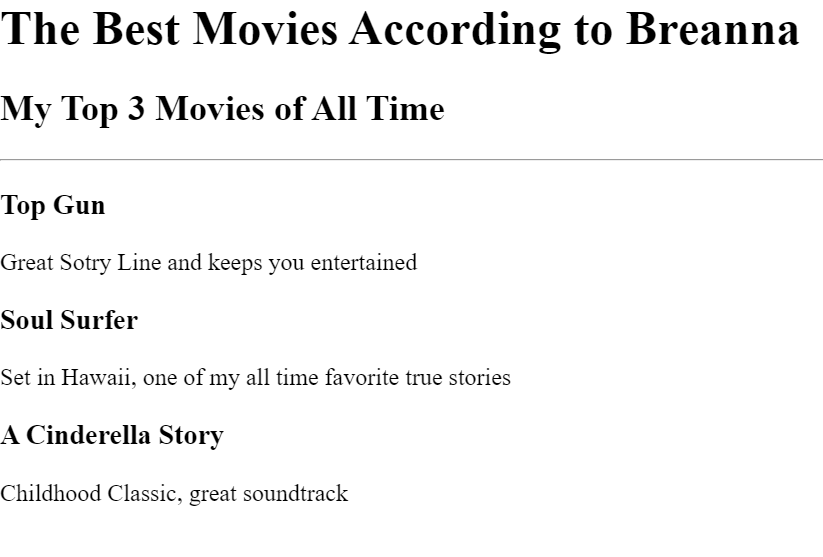 The Best Movies According to Breanna
My Top 3 Movies of All Time
Top Gun
Great Sotry Line and keeps you entertained
Soul Surfer
Set in Hawaii, one of my all time favorite true stories
A Cinderella Story
Childhood Classic, great soundtrack